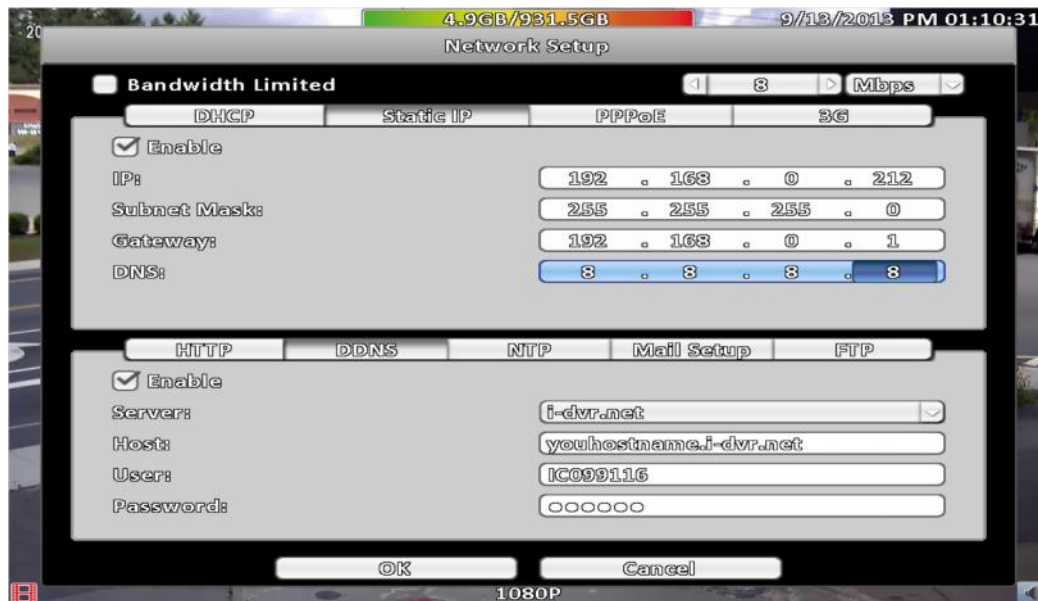 20
4.9GB/931.5GB 9/13/2013 PM 01:10:31
Network Setup
Bandwidth Limited 8 Mbps
DHCP Static IP PPPoE 3G
Enable
IP: 192 . 168 . 0 . 212
Subnet Mask: 255 . 255 . 255 . 0
Gateway: 192 . 168 . 0 . 1
DNS: 8 . 8 . 8 . 8
HTTP DDNS NTP Mail Setup FTP
Enable
Server: i-dvr.net
Host: youhostname.i-dvr.net
User: IC099116
Password: oooooo
OK Cancel
1080P